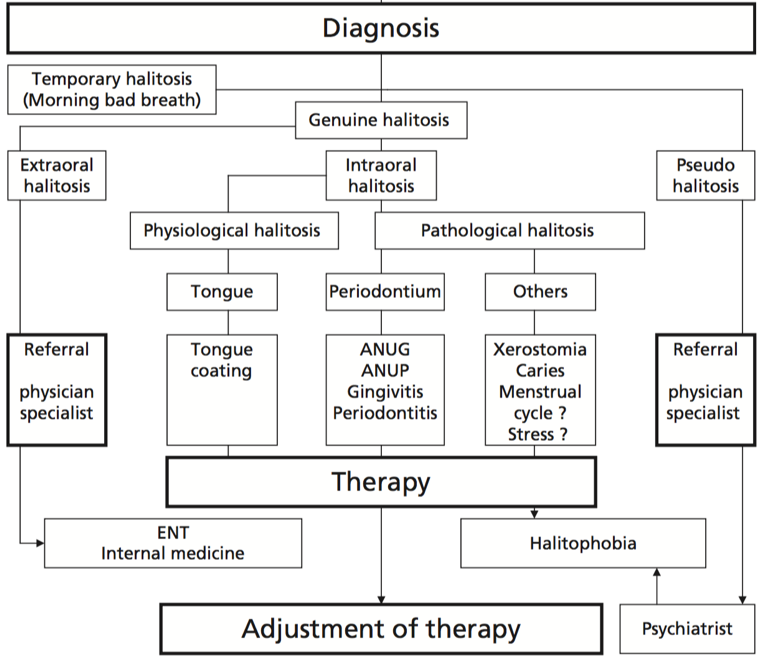 Diagnosis
Temporary halitosis
(Morning bad breath)
Genuine halitosis
Extraoral
halitosis
Intraoral
halitosis
Pseudo
halitosis
Physiological halitosis
Pathological halitosis
Tongue
Periodontium
Others
Referral
physician
specialist
Tongue
coating
ANUG
ANUP
Gingivitis
Periodontitis
Xerostomia
Caries
Menstrual
cycle ?
Stress ?
Referral
physician
specialist
Therapy
ENT
Internal medicine
Halitophobia
Adjustment of therapy
Psychiatrist